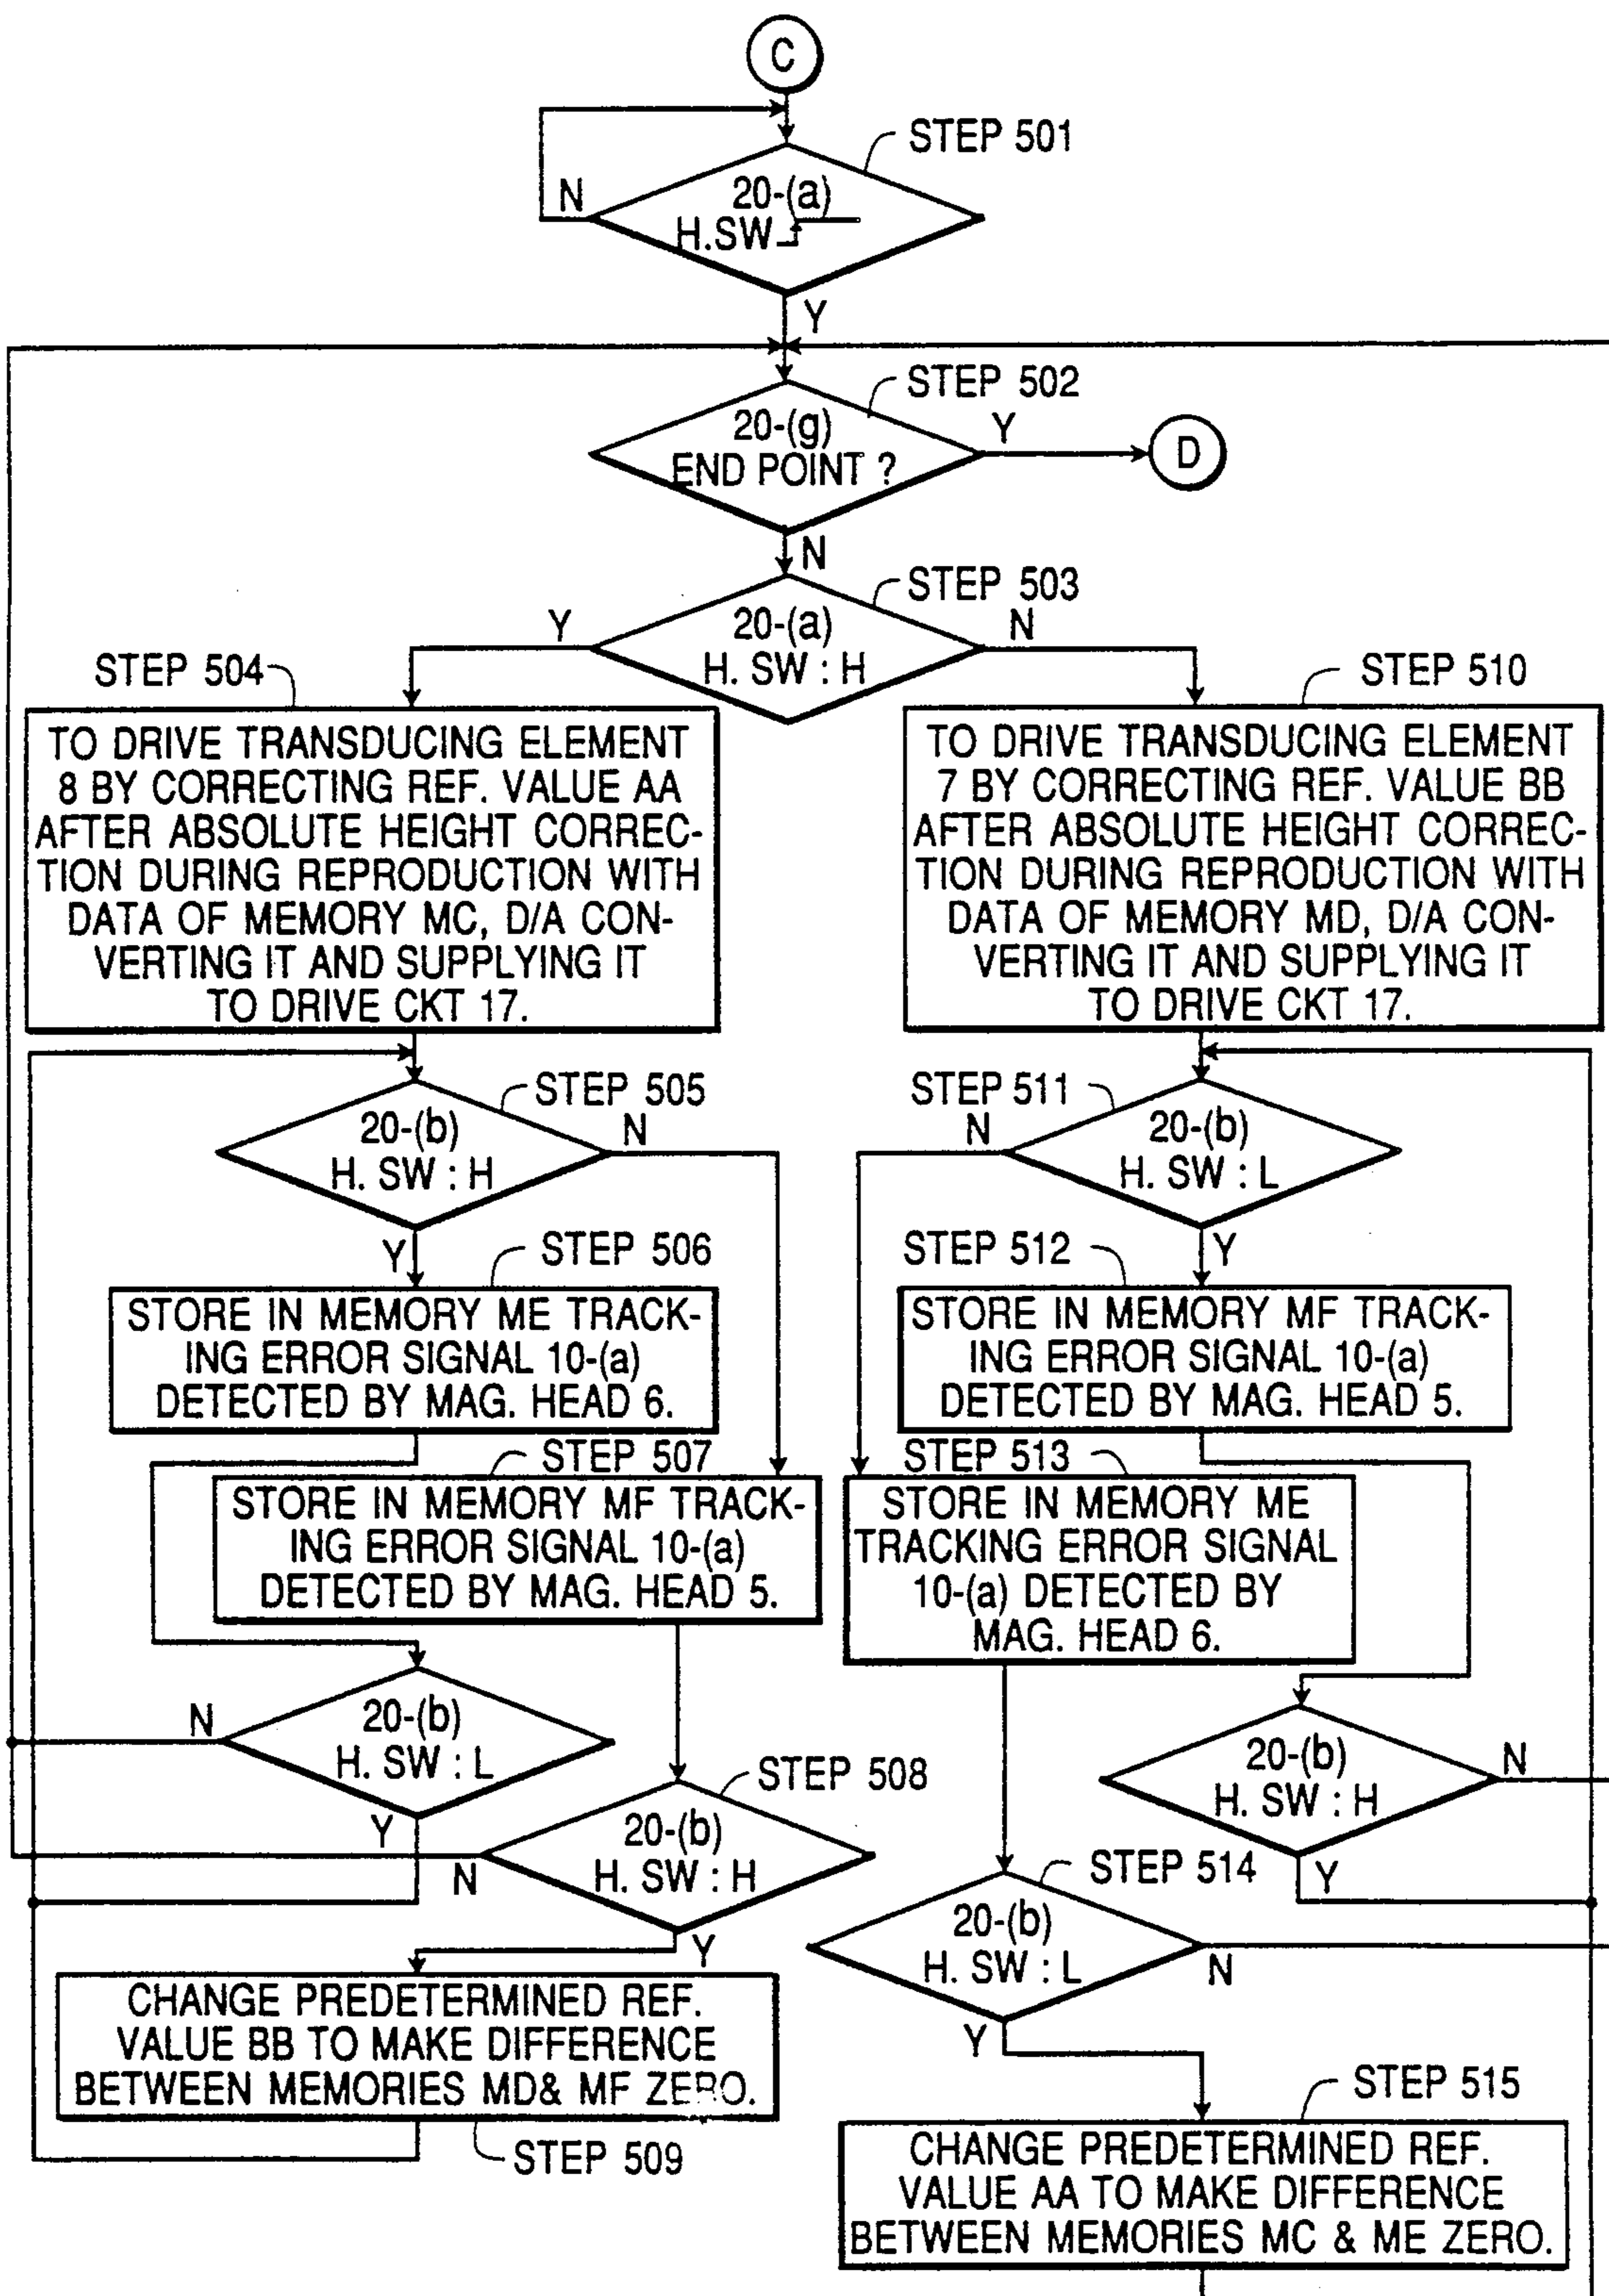 C
STEP 501
N
20-(a)
H.SW
Y
STEP 502
20-(g)
END POINT ?
Y
D
N
STEP 503
Y
20-(a)
H. SW : H
N
STEP 504
TO DRIVE TRANSDUCING ELEMENT
8 BY CORRECTING REF. VALUE AA
AFTER ABSOLUTE HEIGHT CORREC-
TION DURING REPRODUCTION WITH
DATA OF MEMORY MC, D/A CON-
VERTING IT AND SUPPLYING IT
TO DRIVE CKT 17.
STEP 510
TO DRIVE TRANSDUCING ELEMENT
7 BY CORRECTING REF. VALUE BB
AFTER ABSOLUTE HEIGHT CORREC-
TION DURING REPRODUCTION WITH
DATA OF MEMORY MD, D/A CON-
VERTING IT AND SUPPLYING IT
TO DRIVE CKT 17.
STEP 505
20-(b)
H. SW : H
N
Y
STEP 511
N
20-(b)
H. SW : L
Y
STEP 506
STORE IN MEMORY ME TRACK-
ING ERROR SIGNAL 10-(a)
DETECTED BY MAG. HEAD 6.
STEP 512
STORE IN MEMORY MF TRACK-
ING ERROR SIGNAL 10-(a)
DETECTED BY MAG. HEAD 5.
STEP 507
STORE IN MEMORY MF TRACK-
ING ERROR SIGNAL 10-(a)
DETECTED BY MAG. HEAD 5.
STEP 513
STORE IN MEMORY ME
TRACKING ERROR SIGNAL
10-(a) DETECTED BY
MAG. HEAD 6.
N
20-(b)
H. SW : L
Y
STEP 508
20-(b)
H. SW : H
N
Y
20-(b)
H. SW : H
N
Y
STEP 514
20-(b)
H. SW : L
N
Y
CHANGE PREDETERMINED REF.
VALUE BB TO MAKE DIFFERENCE
BETWEEN MEMORIES MD& MF ZERO.
STEP 509
STEP 515
CHANGE PREDETERMINED REF.
VALUE AA TO MAKE DIFFERENCE
BETWEEN MEMORIES MC & ME ZERO.